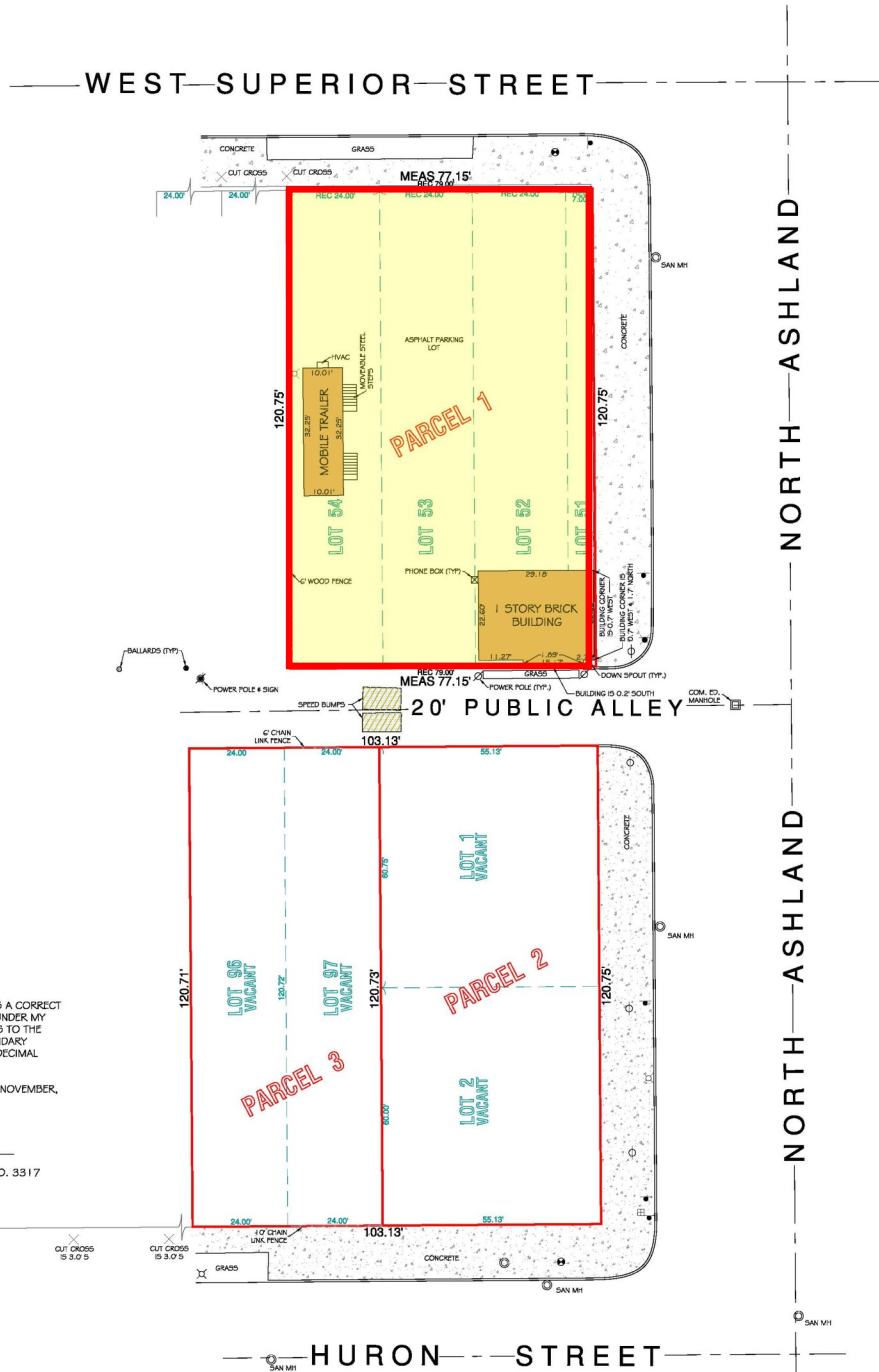 WEST SUPERIOR STREET
CONCRETE
GRASS
CUT CROSS
CUT CROSS
MEAS 77.15'
REC 79.00'
24.00'
24.00'
REC 24.00'
REC 24.00'
REC 24.00'
7.00'
SAN MH
NORTH ASHLAND
CONCRETE
ASPHALT PARKING
LOT
HVAC
MOVEABLE STEEL
STEPS
10.01'
MOBILE TRAILER
32.25'
32.25'
10.01'
120.75'
120.75'
PARCEL 1
LOT 54
LOT 53
LOT 52
LOT 51
PHONE BOX (TYP)
6' WOOD FENCE
29.18'
22.60'
1 STORY BRICK
BUILDING
11.27'
1.89'
BUILDING CORNER
IS 0.7' WEST
BUILDING CORNER IS
0.7' WEST & 1.7' NORTH
BALLARDS (TYP)
POWER POLE & SIGN
REC 79.00'
MEAS 77.15'
GRASS
DOWN SPOUT (TYP.)
POWER POLE (TYP.)
BUILDING IS 0.2' SOUTH
COM. ED.
MANHOLE
SPEED BUMPS
20' PUBLIC ALLEY
6' CHAIN
LINK FENCE
103.13'
24.00
24.00'
55.13'
CONCRETE
LOT 1
VACANT
60.75'
SAN MH
NORTH ASHLAND
120.71'
LOT 96
VACANT
120.72'
LOT 97
VACANT
120.73'
PARCEL 2
120.75'
PARCEL 3
LOT 2
VACANT
60.00'
A CORRECT
UNDER MY
TO THE
DECIMAL
NOVEMBER,
O. 3317
24.00'
24.00'
55.13'
CHAIN
LINK FENCE
103.13'
CUT CROSS
IS 3.0' S
CUT CROSS
IS 3.0' S
GRASS
CONCRETE
SAN MH
SAN MH
HURON STREET
SAN MH